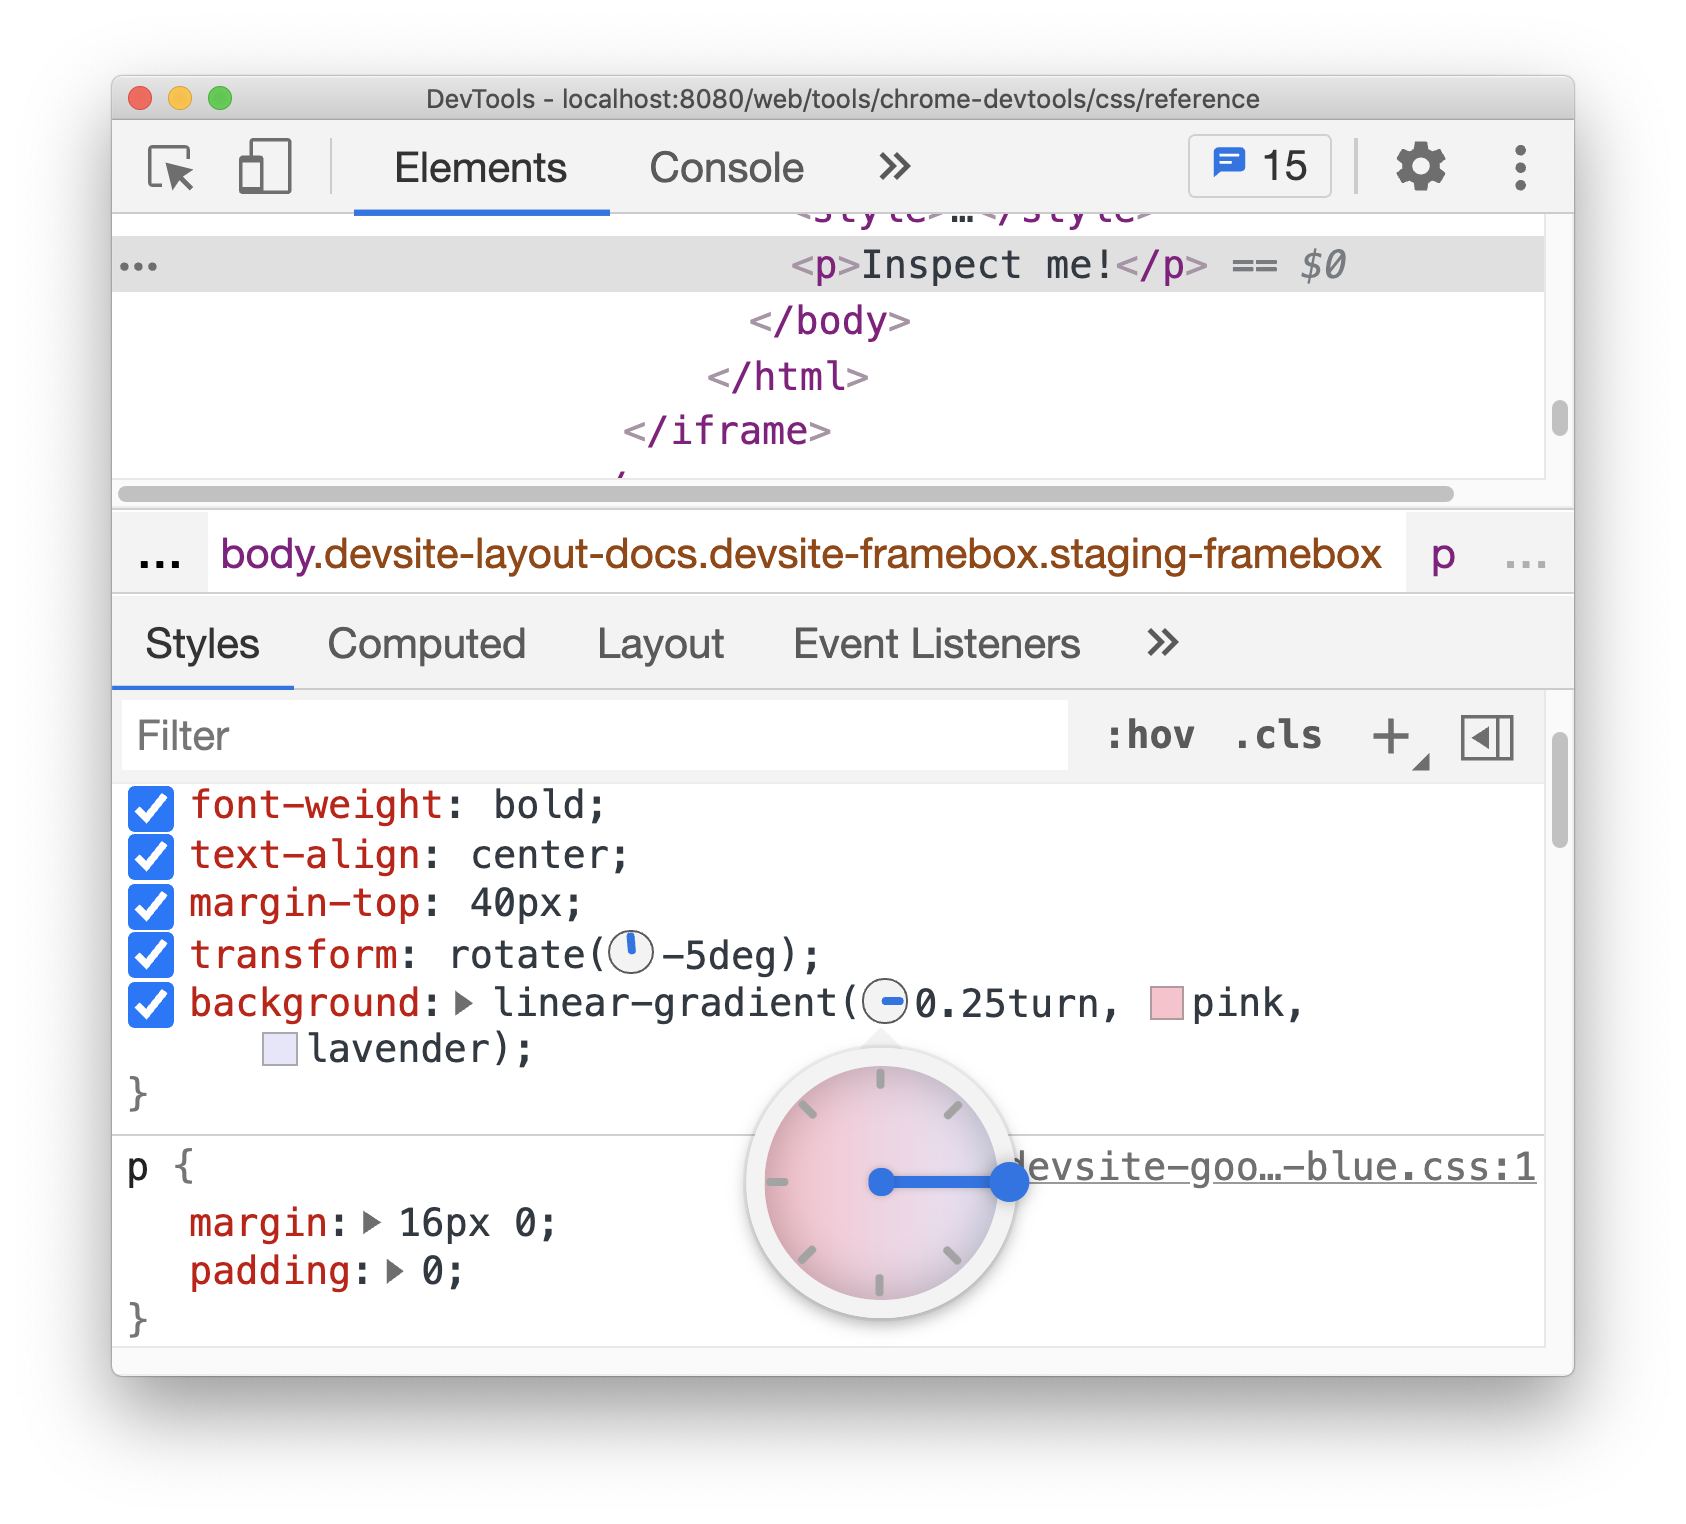 DevTools - localhost:8080/web/tools/chrome-devtools/css/reference
Elements Console » 15
<style>…</style>
… <p>Inspect me!</p> == $0
</body>
</html>
</iframe>
... body.devsite-layout-docs.devsite-framebox.staging-framebox p ...
Styles Computed Layout Event Listeners »
Filter :hov .cls +
font-weight: bold;
text-align: center;
margin-top: 40px;
transform: rotate(-5deg);
background: linear-gradient(0.25turn, pink,
lavender);
}
p { devsite-goo…-blue.css:1
margin: 16px 0;
padding: 0;
}